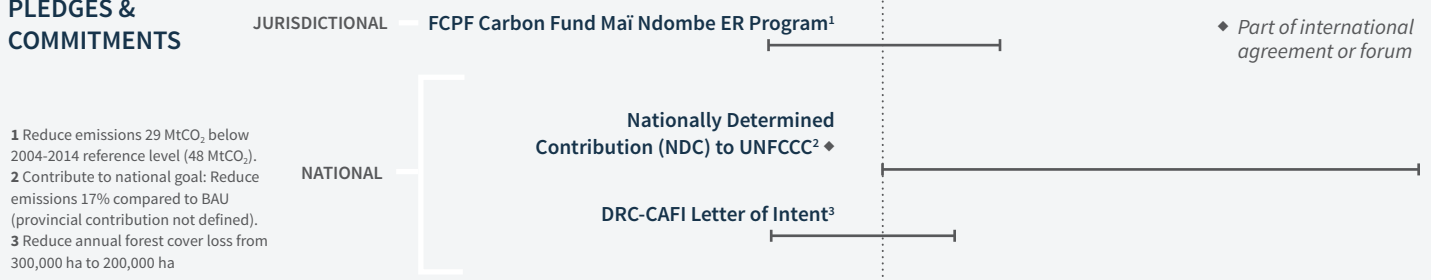 PLEDGES &
COMMITMENTS
JURISDICTIONAL
FCPF Carbon Fund Maï Ndombe ER Program¹
◆ Part of international
agreement or forum
Nationally Determined
Contribution (NDC) to UNFCCC² ◆
NATIONAL
DRC-CAFI Letter of Intent³
1 Reduce emissions 29 MtCO₂ below
2004-2014 reference level (48 MtCO₂).
2 Contribute to national goal: Reduce
emissions 17% compared to BAU
(provincial contribution not defined).
3 Reduce annual forest cover loss from
300,000 ha to 200,000 ha